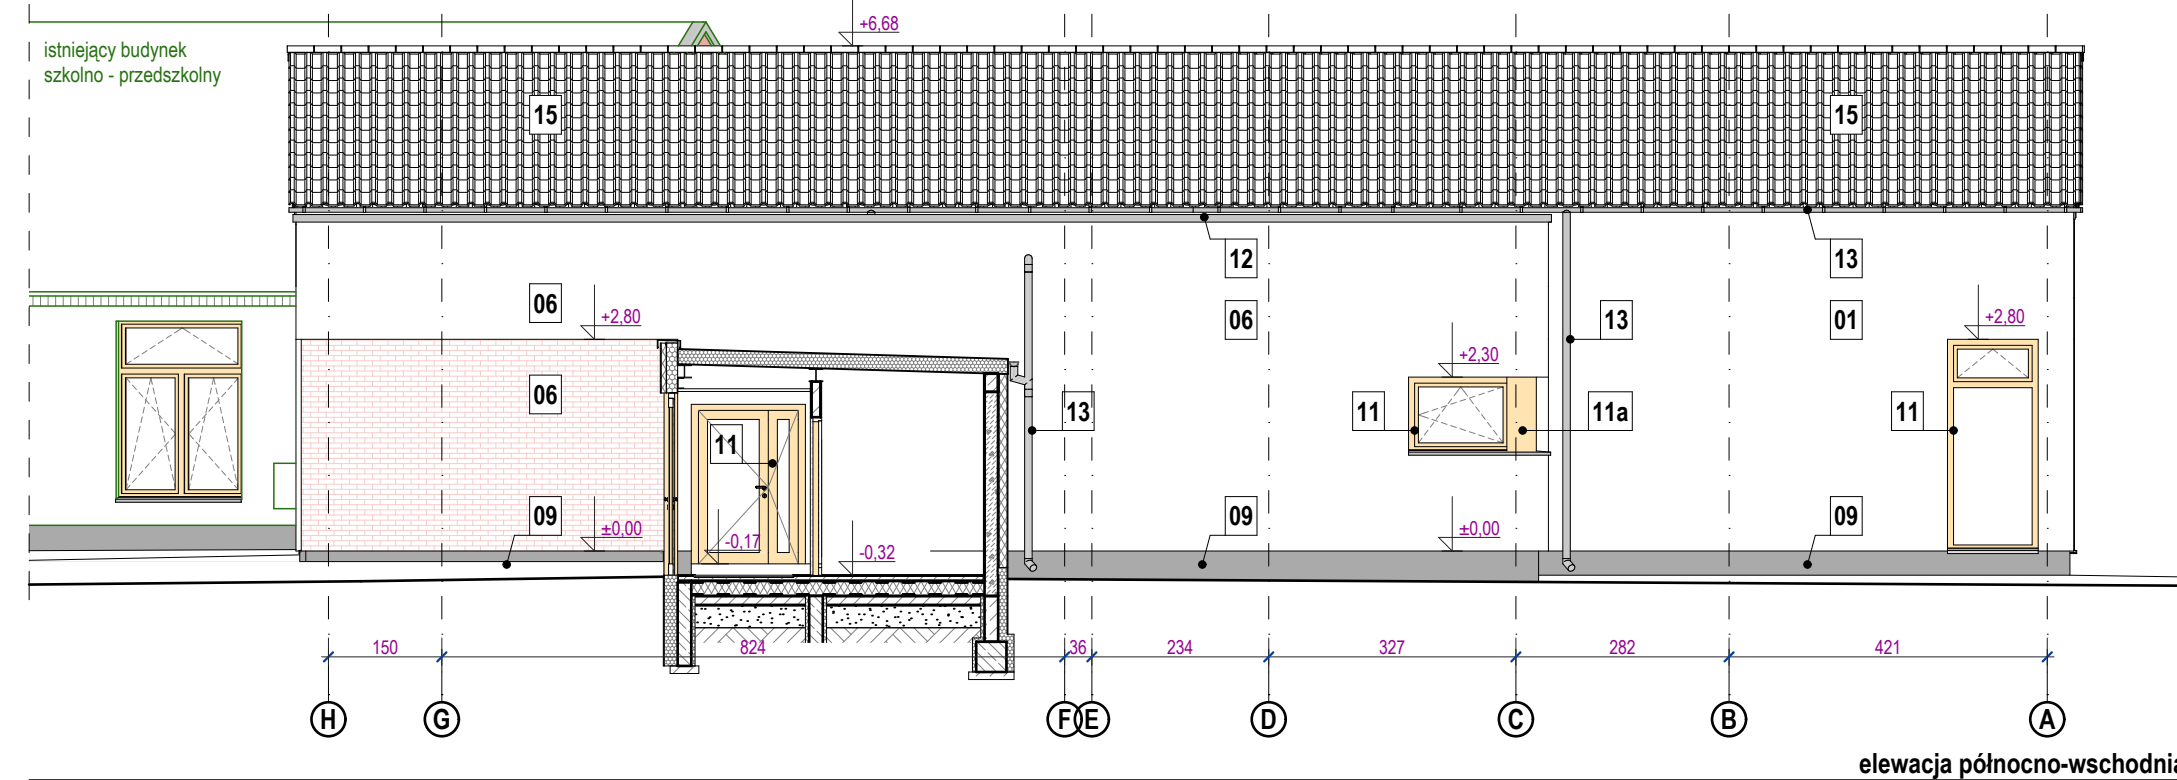 +6,68
istniejący budynek
szkolno - przedszkolny
15
15
12
13
06
+2,80
06
13
01
+2,80
+2,30
06
13
11
11a
11
11
09
±0,00
-0,17
-0,32
09
±0,00
09
150
824
36
234
327
282
421
H
G
F
E
D
C
B
A
elewacja północno-wschodnia